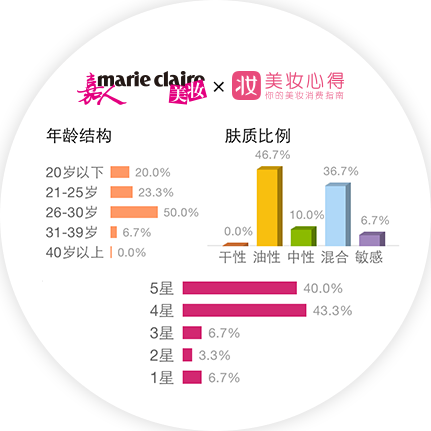 嘉人 marie claire 美妆 × 妆 美妆心得
你的美妆消费指南
年龄结构
20岁以下 20.0%
21-25岁 23.3%
26-30岁 50.0%
31-39岁 6.7%
40岁以上 0.0%
肤质比例
0.0% 46.7% 10.0% 36.7% 6.7%
干性 油性 中性 混合 敏感
5星 40.0%
4星 43.3%
3星 6.7%
2星 3.3%
1星 6.7%